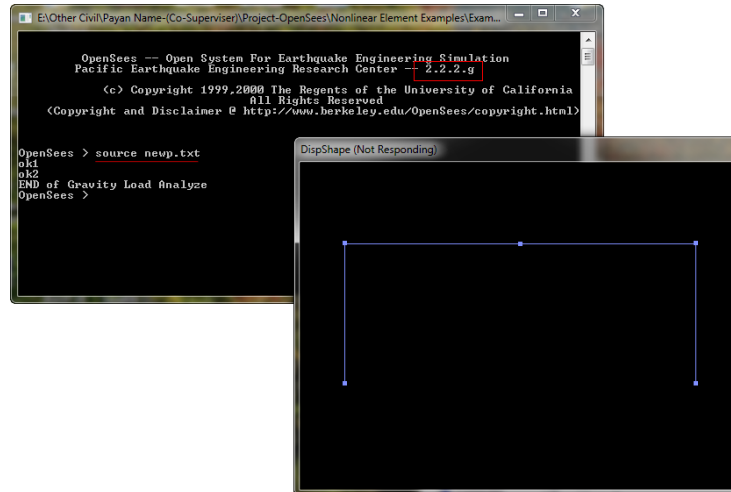 E:\Other Civil\Payan Name-(Co-Superviser)\Project-OpenSees\Nonlinear Element Examples\Exam...
OpenSees -- Open System For Earthquake Engineering Simulation
Pacific Earthquake Engineering Research Center -- 2.2.2.g
(c) Copyright 1999,2000 The Regents of the University of California
All Rights Reserved
(Copyright and Disclaimer @ http://www.berkeley.edu/OpenSees/copyright.html)
OpenSees > source newp.txt
ok1
ok2
END of Gravity Load Analyze
OpenSees >
DispShape (Not Responding)